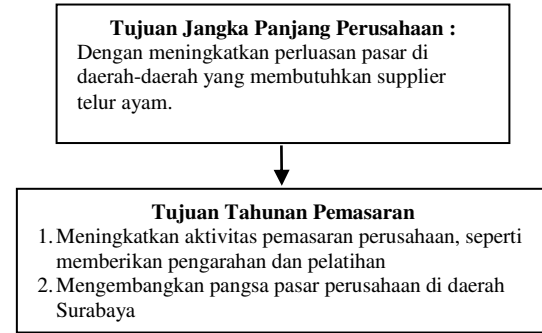 Tujuan Jangka Panjang Perusahaan :
Dengan meningkatkan perluasan pasar di
daerah-daerah yang membutuhkan supplier
telur ayam.
Tujuan Tahunan Pemasaran
1. Meningkatkan aktivitas pemasaran perusahaan, seperti
memberikan pengarahan dan pelatihan
2. Mengembangkan pangsa pasar perusahaan di daerah
Surabaya